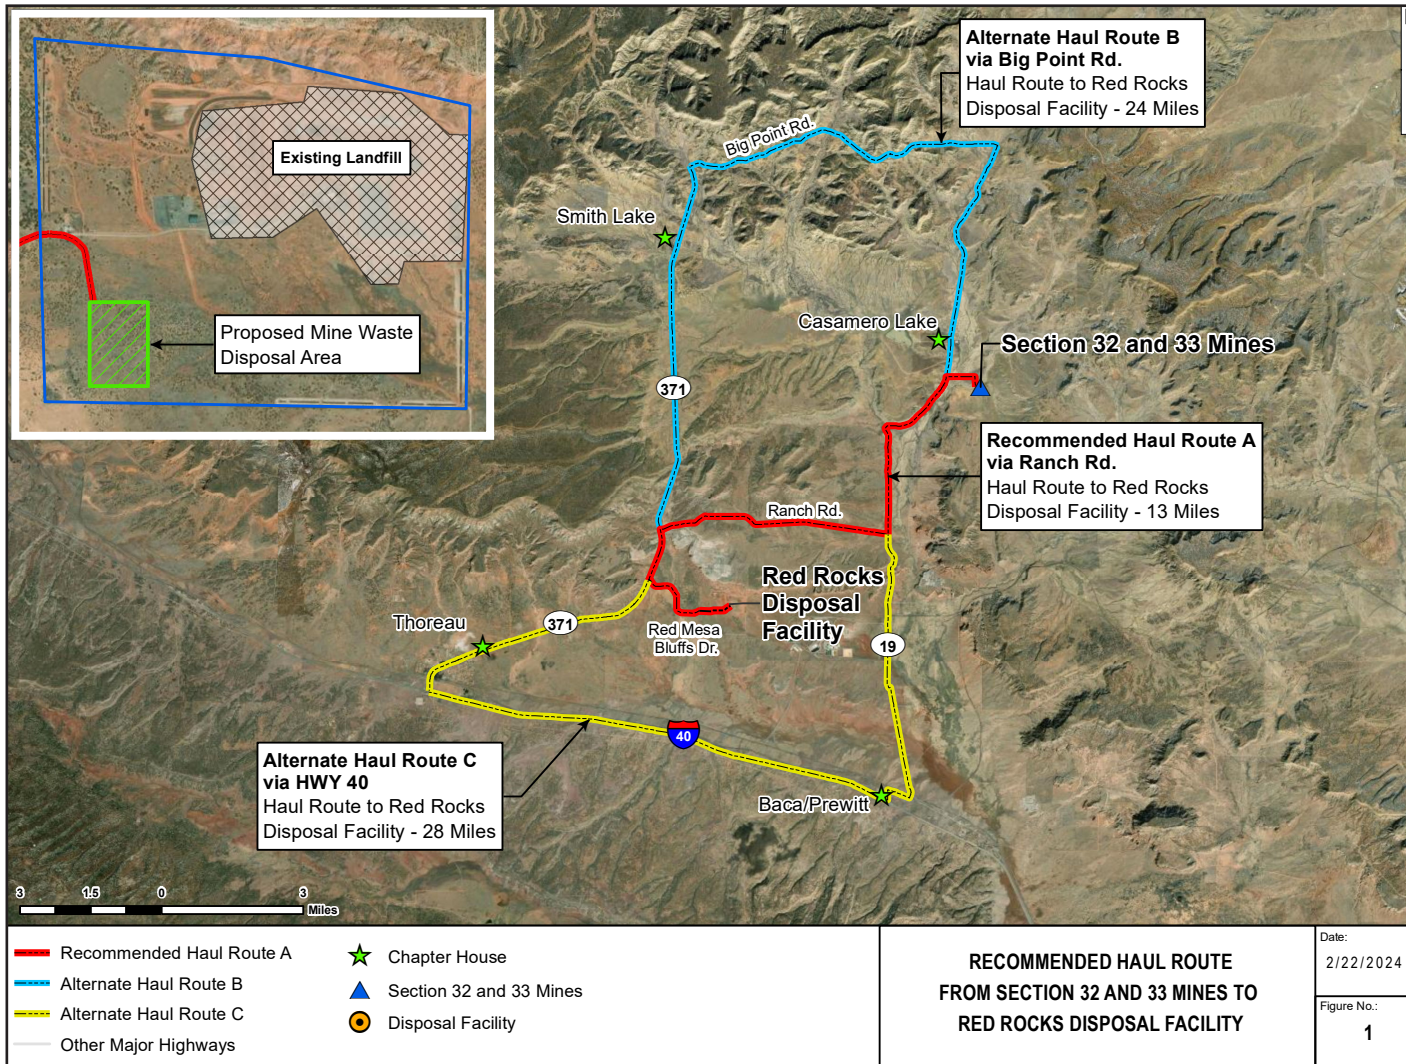 Existing Landfill
Proposed Mine Waste
Disposal Area
Alternate Haul Route B
via Big Point Rd.
Haul Route to Red Rocks
Disposal Facility - 24 Miles
Big Point Rd.
Smith Lake
Casamero Lake
Section 32 and 33 Mines
371
Recommended Haul Route A
via Ranch Rd.
Haul Route to Red Rocks
Disposal Facility - 13 Miles
Ranch Rd.
Red Rocks
Disposal
Facility
Thoreau
371
Red Mesa
Bluffs Dr.
19
40
Alternate Haul Route C
via HWY 40
Haul Route to Red Rocks
Disposal Facility - 28 Miles
Baca/Prewitt
3 1.5 0 3
Miles
Recommended Haul Route A
Alternate Haul Route B
Alternate Haul Route C
Other Major Highways
Chapter House
Section 32 and 33 Mines
Disposal Facility
RECOMMENDED HAUL ROUTE
FROM SECTION 32 AND 33 MINES TO
RED ROCKS DISPOSAL FACILITY
Date:
2/22/2024
Figure No.:
1